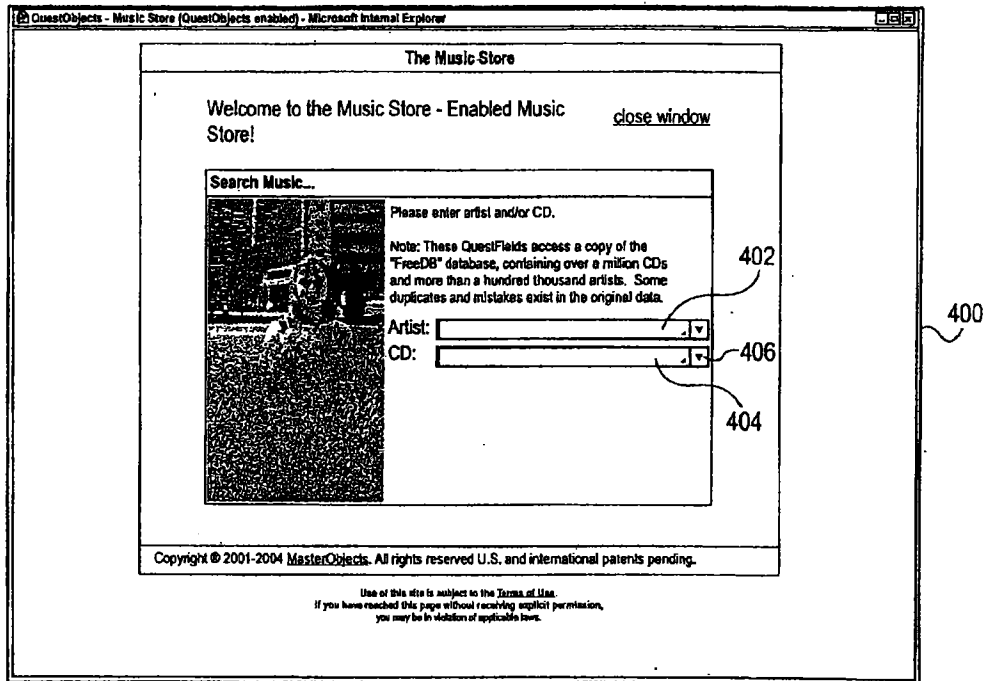 QuestObjects - Music Store (QuestObjects enabled) - Microsoft Internal Explorer
The Music Store
Welcome to the Music Store - Enabled Music
Store!
close window
Search Music...
Please enter artist and/or CD.
Note: These QuestFields access a copy of the
"FreeDB" database, containing over a million CDs
and more than a hundred thousand artists. Some
duplicates and mistakes exist in the original data.
402
Artist:
400
CD:
406
404
Copyright © 2001-2004 MasterObjects. All rights reserved U.S. and international patents pending.
Use of this site is subject to the Terms of Use.
If you have reached this page without receiving explicit permission,
you may be in violation of applicable laws.